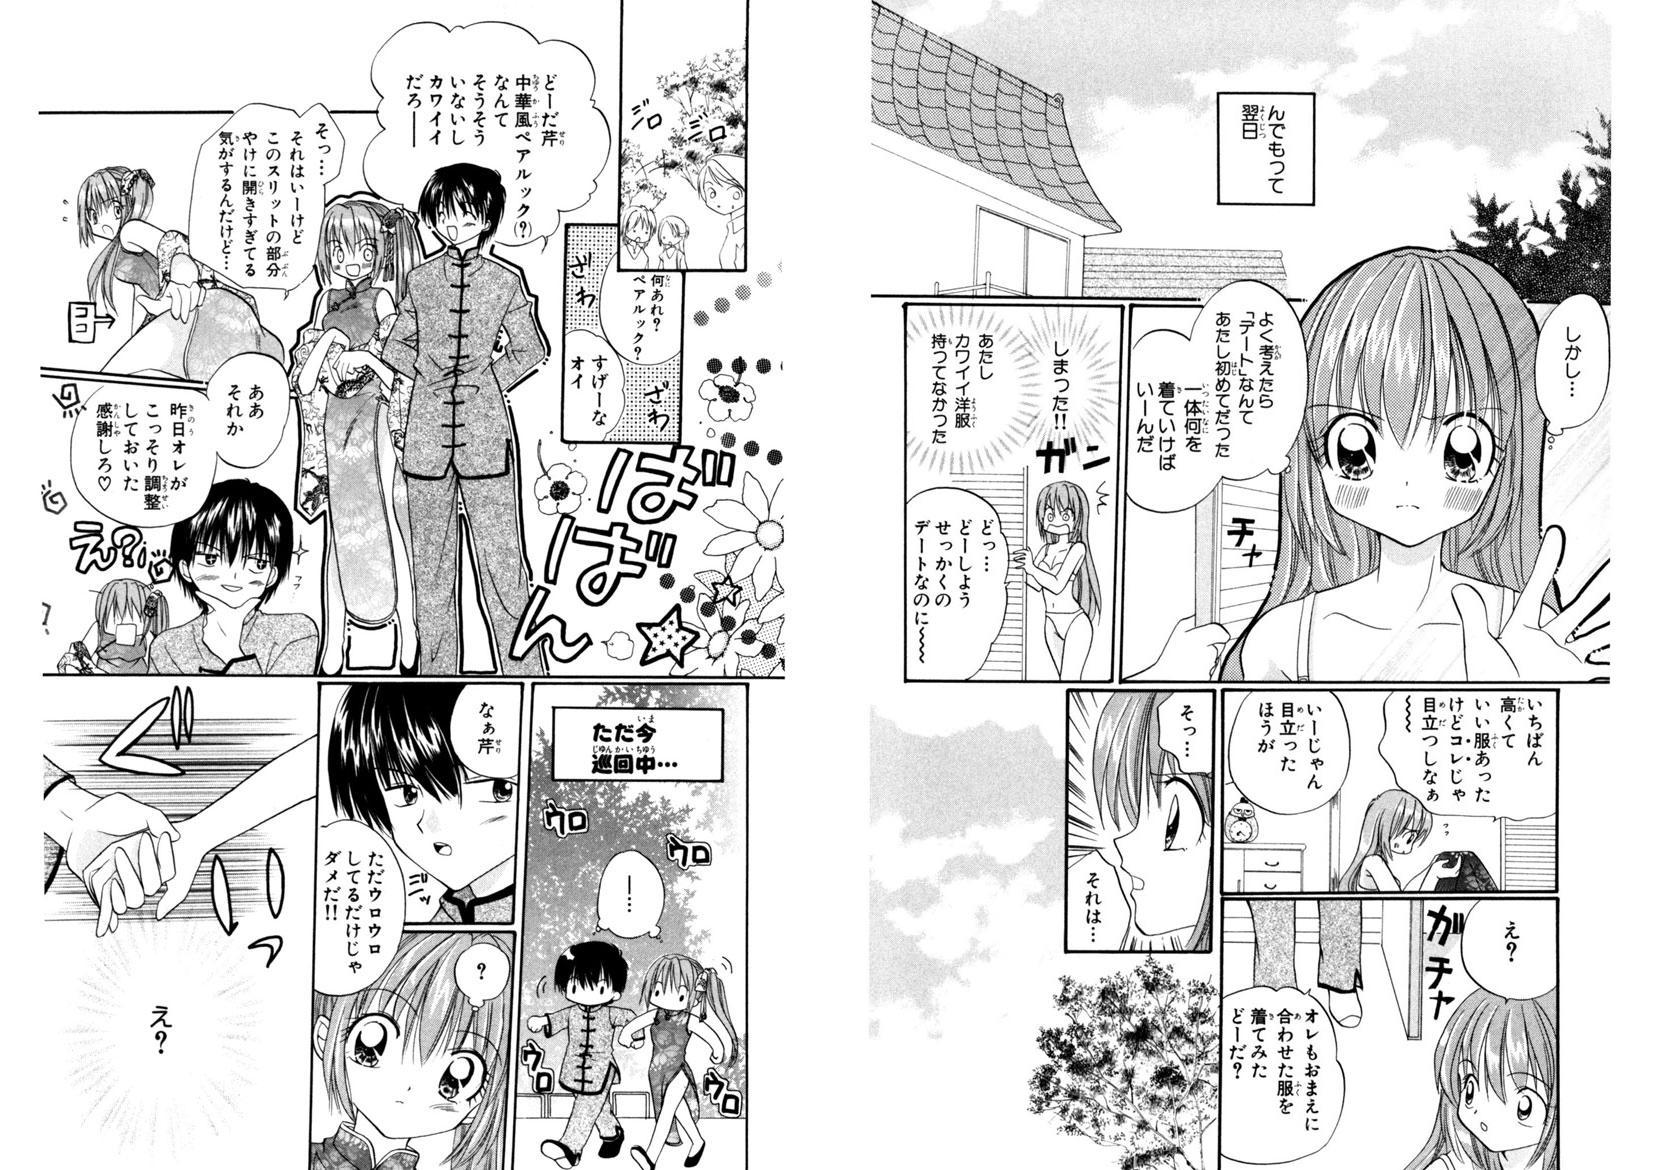 んでもって
翌日
しかし…
よく考えたら
「デート」なんて
あたし初めてだった
一体何を
着ていけば
いーんだ
チャ
しまった!!
あたし
カワイイ洋服
持ってなかった
ガン
どっ…
どーしよう
せっかくの
デートなのに〜〜〜
いちばん
高くて
いい服あった
けどコレじゃ
目立つしなぁ
〜〜〜
いーじゃん
目立った
ほうが
そっ…
それは…
ガチャ
え?
オレもおまえに
合わせた服を
着てみた
どーだ?
ジロ
ジロ
何あれ?
ペアルック?
ざわ
ざわ
すげーな
オイ
どーだ芹
中華風ペアルック(?)
なんて
そうそう
いないし
カワイイ
だろ――
ばばん
そっ…
それはいーけど
このスリットの部分
やけに開きすぎてる
気がするんだけど…
ヨーヨ
ああ
それか
昨日オレが
こっそり調整
しておいた
感謝しろ♡
え?
?
ただ今
巡回中…
ウロ
ウロ
ウロ
ウロ
――…
なぁ芹
ピッ
ただウロウロ
してるだけじゃ
ダメだ!!
?
ぐいっ
え?